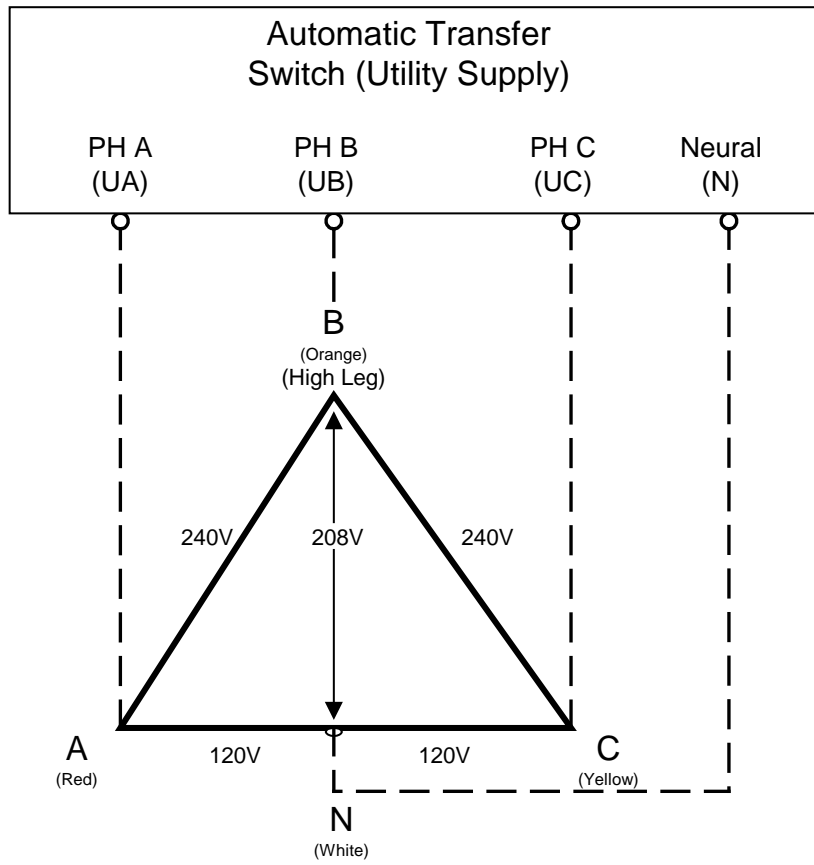 Automatic Transfer
Switch (Utility Supply)
PH A
(UA)
PH B
(UB)
PH C
(UC)
Neural
(N)
B
(Orange)
(High Leg)
240V
208V
240V
A
(Red)
120V
120V
C
(Yellow)
N
(White)